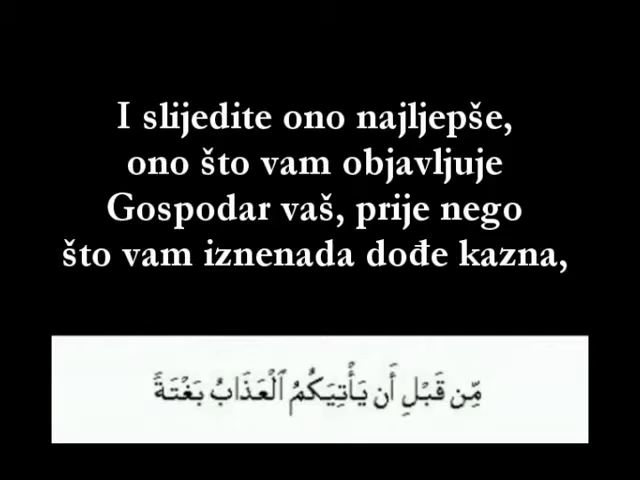 I slijedite ono najljepše,
ono što vam objavljuje
Gospodar vaš, prije nego
što vam iznenada dođe kazna,
مِّن قَبْلِ أَن يَأْتِيَكُمُ ٱلْعَذَابُ بَغْتَةً